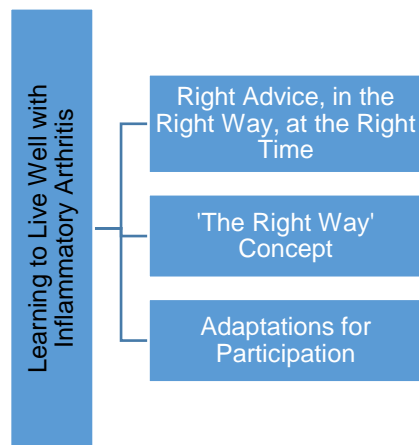 Learning to Live Well with
Inflammatory Arthritis
Right Advice, in the
Right Way, at the Right
Time
'The Right Way'
Concept
Adaptations for
Participation